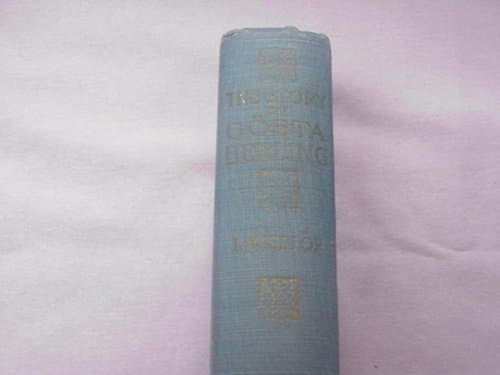 THE STORY
OF
GÖSTA
BERLING
LAGERLÖF